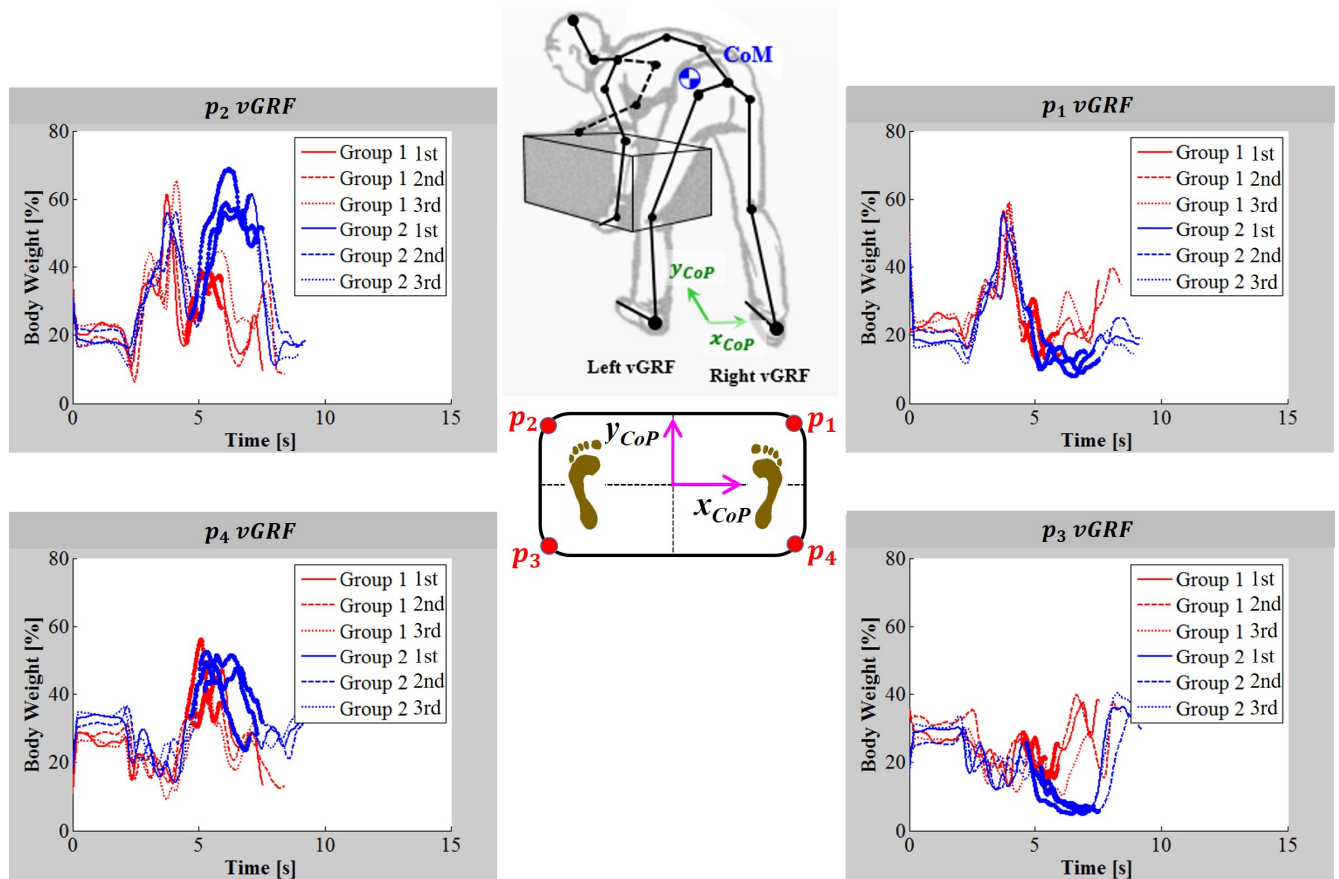 p₂ vGRF
80
60
40
20
0
0 5 10 15
Body Weight [%]
Time [s]
Group 1 1st
Group 1 2nd
Group 1 3rd
Group 2 1st
Group 2 2nd
Group 2 3rd
CoM
y_CoP
x_CoP
Left vGRF
Right vGRF
p₁ vGRF
80
60
40
20
0
0 5 10 15
Body Weight [%]
Time [s]
Group 1 1st
Group 1 2nd
Group 1 3rd
Group 2 1st
Group 2 2nd
Group 2 3rd
p₂
y_CoP
p₁
x_CoP
p₃
p₄
p₄ vGRF
80
60
40
20
0
0 5 10 15
Body Weight [%]
Time [s]
Group 1 1st
Group 1 2nd
Group 1 3rd
Group 2 1st
Group 2 2nd
Group 2 3rd
p₃ vGRF
80
60
40
20
0
0 5 10 15
Body Weight [%]
Time [s]
Group 1 1st
Group 1 2nd
Group 1 3rd
Group 2 1st
Group 2 2nd
Group 2 3rd